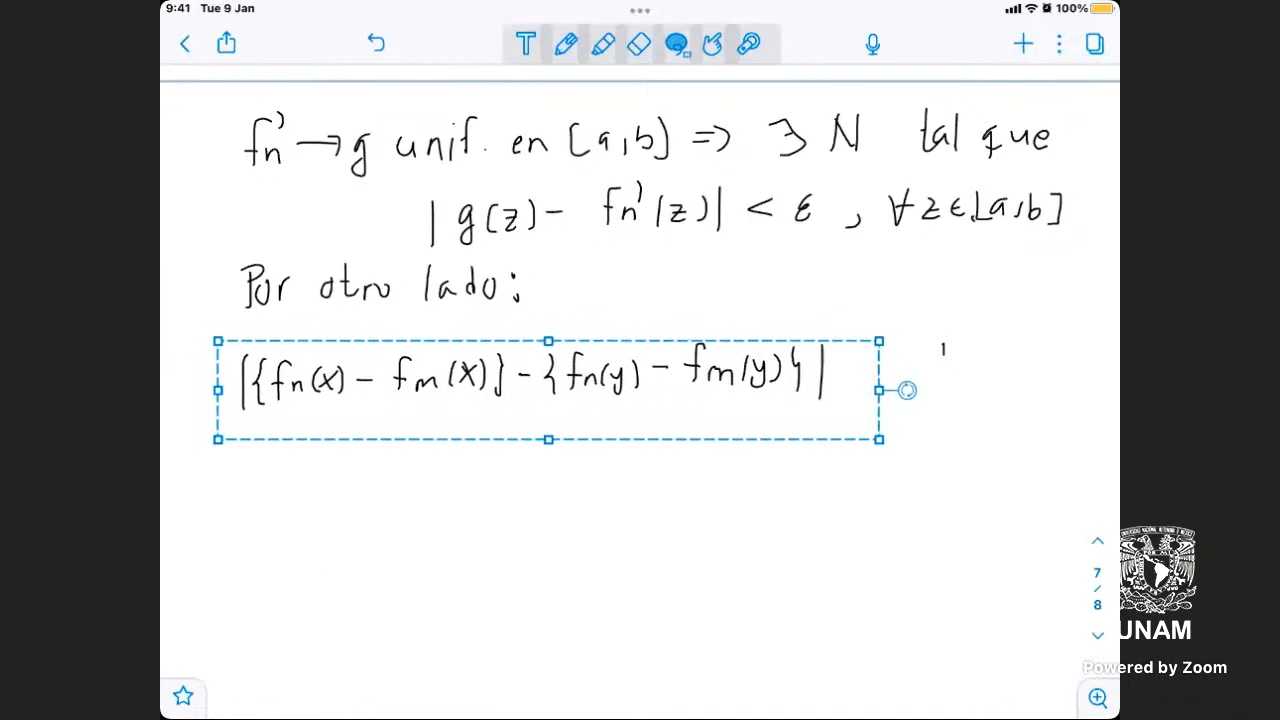 9:41 Tue 9 Jan 100%
fn' → g unif. en [a,b] => ∃ N tal que
| g(z) - fn'(z) | < ε , ∀ z ∈ [a,b]
Por otro lado:
|{fn(x) - fm(x)} - {fn(y) - fm(y)}|
7
8
UNAM
Powered by Zoom